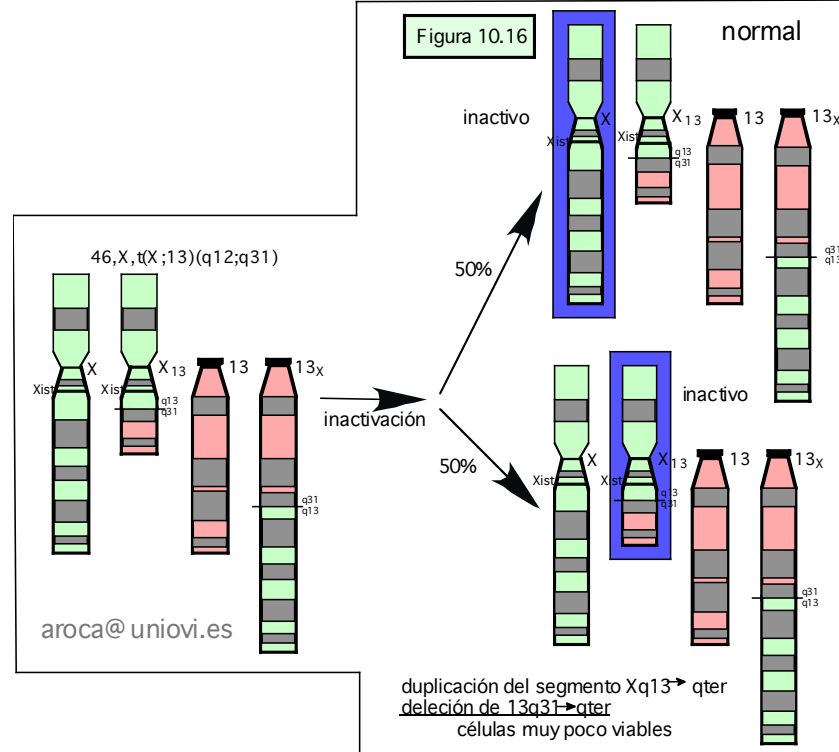 Figura 10.16
normal
inactivo
X
Xist
X13
Xist
q13
q31
13
13X
q31
q13
46,X,t(X;13)(q12;q31)
X
Xist
X13
Xist
q13
q31
13
13X
q31
q13
inactivación
50%
50%
inactivo
X
Xist
X13
Xist
q13
q31
13
13X
q31
q13
aroca@uniovi.es
duplicación del segmento Xq13→ qter
deleción de 13q31→qter
células muy poco viables